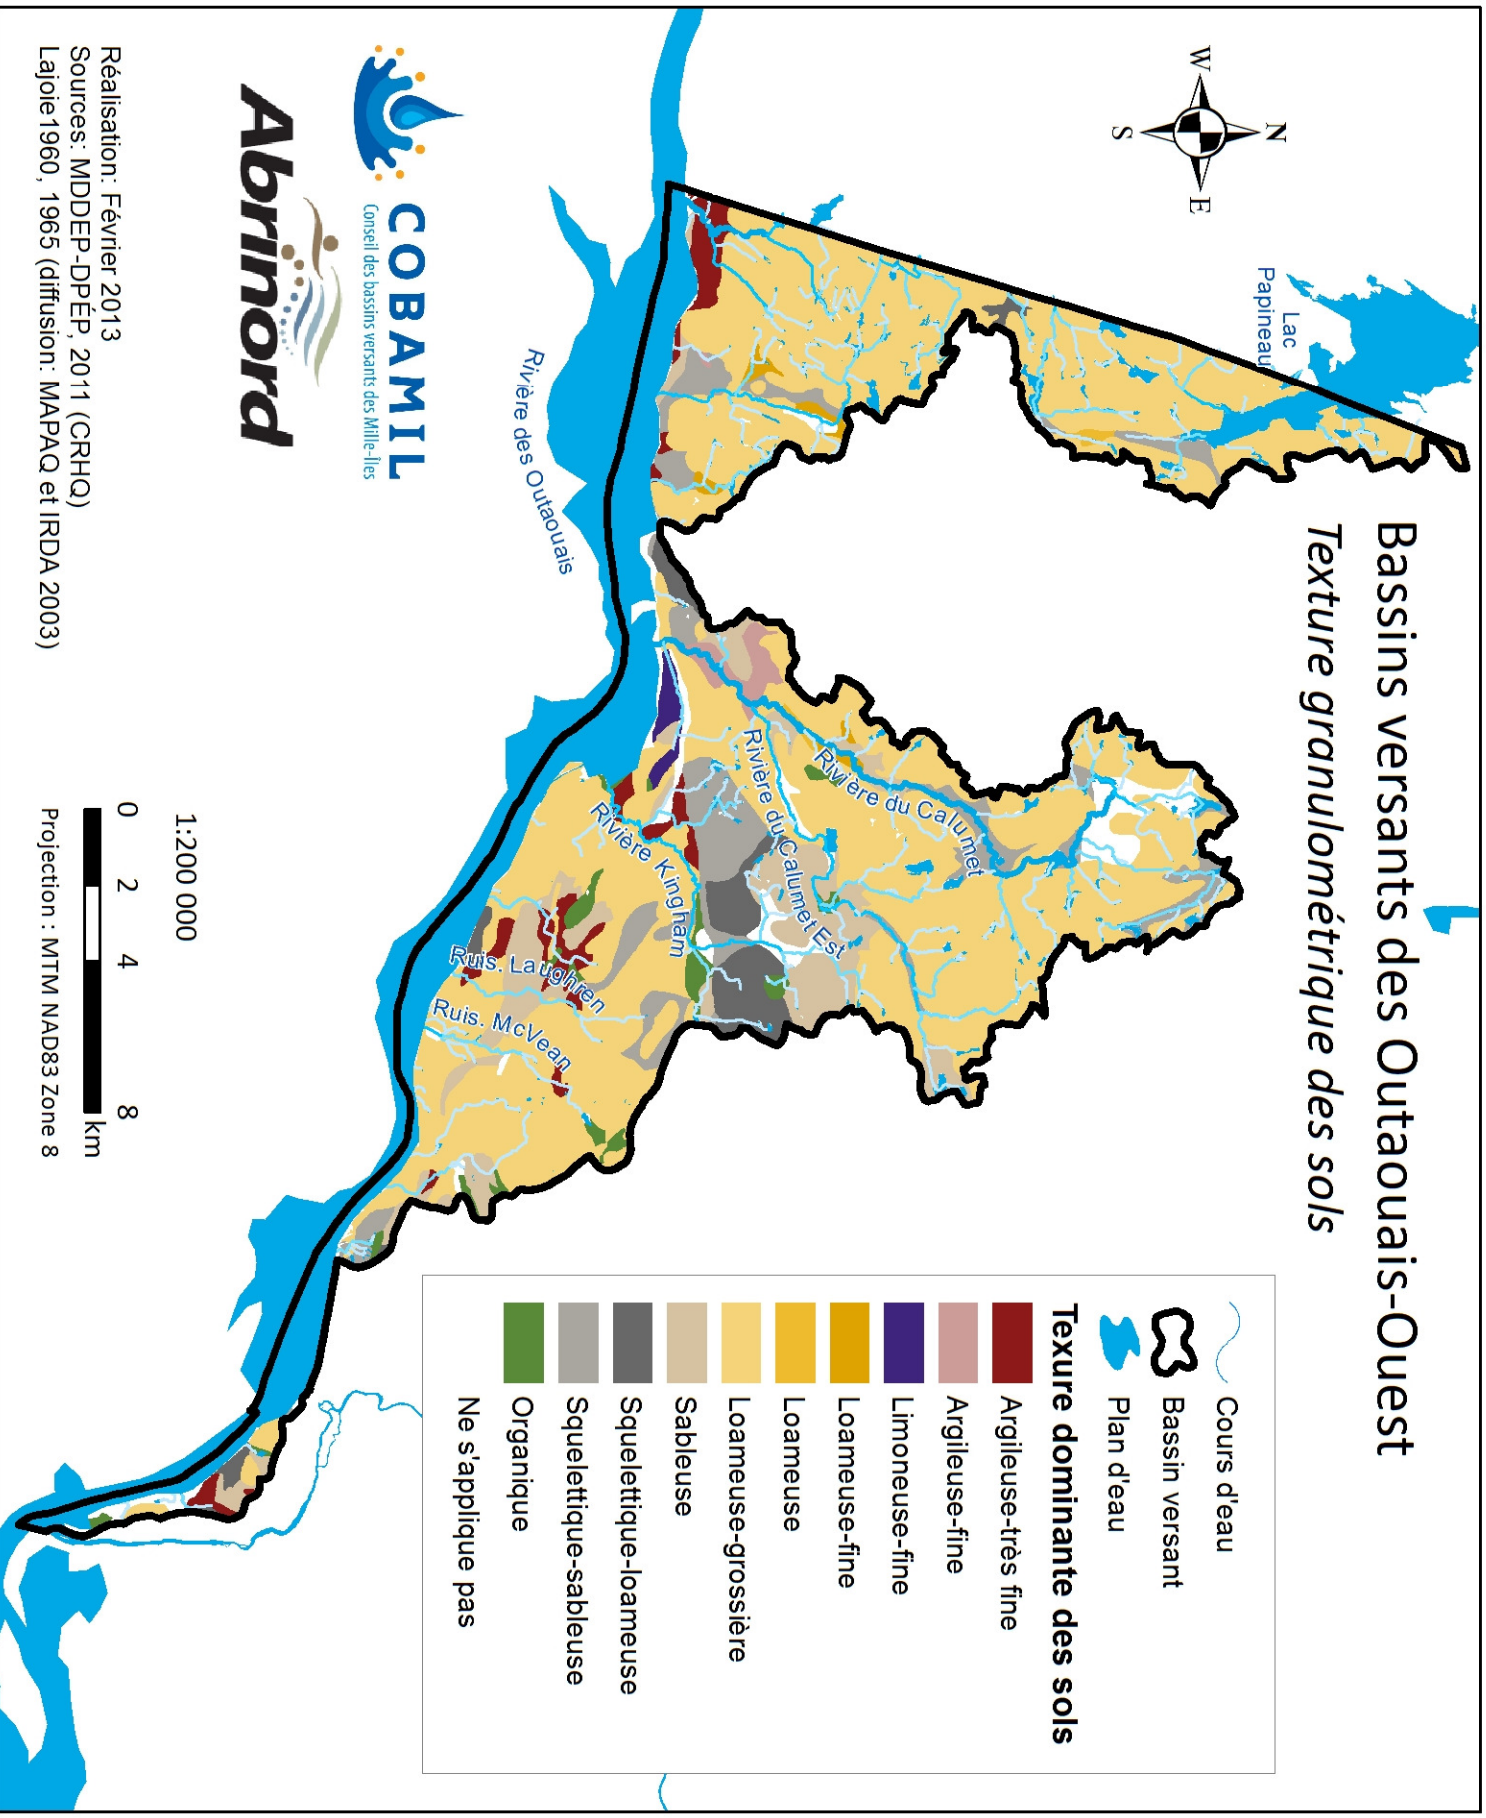 Bassins versants des Outaouais-Ouest
Texture granulométrique des sols
N
W
E
S
Lac
Papineau
Rivière des Outaouais
Rivière du Calumet
Rivière du Calumet Est
Rivière Kingham
Ruis. Laughren
Ruis. McVean
Cours d'eau
Bassin versant
Plan d'eau
Texure dominante des sols
Argileuse-très fine
Argileuse-fine
Limoneuse-fine
Loameuse-fine
Loameuse
Loameuse-grossière
Sableuse
Squelettique-loameuse
Squelettique-sableuse
Organique
Ne s'applique pas
COBAMIL
Conseil des bassins versants des Mille-Îles
Abrinord
1:200 000
0 2 4 8
km
Projection : MTM NAD83 Zone 8
Réalisation: Février 2013
Sources: MDDEP-DPÉP, 2011 (CRHQ)
Lajoie1960, 1965 (diffusion: MAPAQ et IRDA 2003)